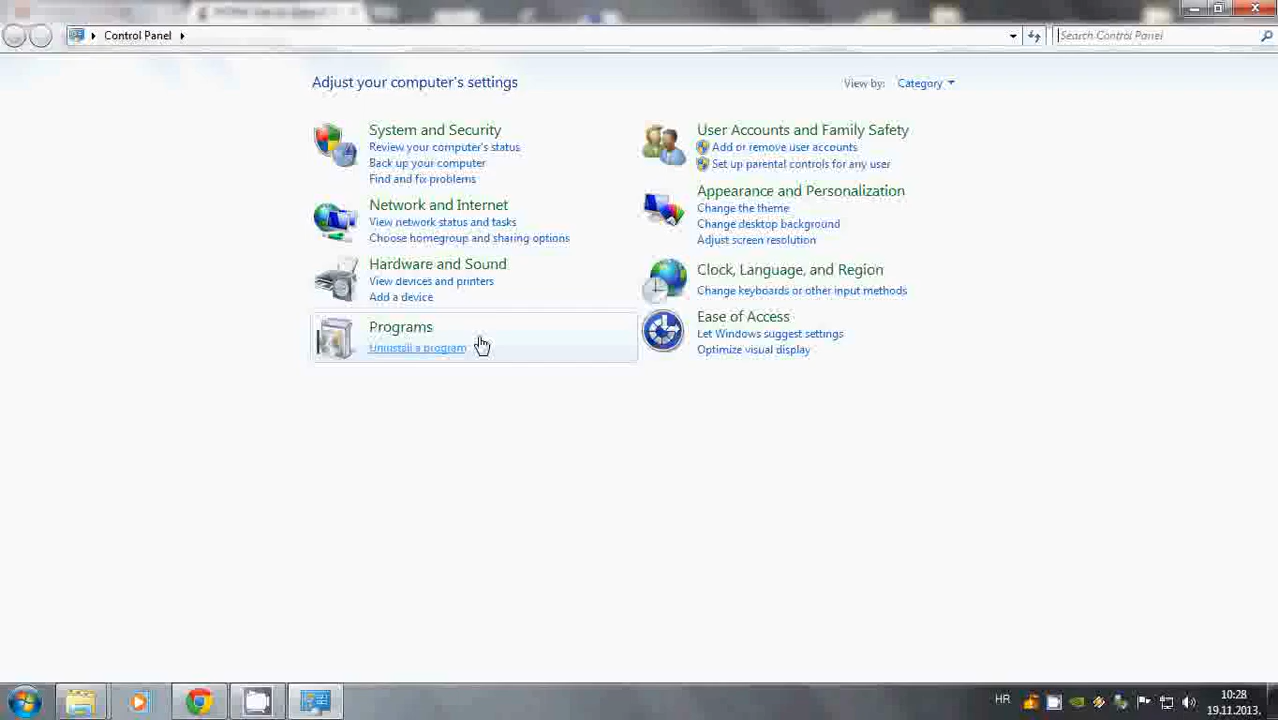 Control Panel
Search Control Panel
Adjust your computer's settings
View by: Category
System and Security
Review your computer's status
Back up your computer
Find and fix problems
Network and Internet
View network status and tasks
Choose homegroup and sharing options
Hardware and Sound
View devices and printers
Add a device
Programs
Uninstall a program
User Accounts and Family Safety
Add or remove user accounts
Set up parental controls for any user
Appearance and Personalization
Change the theme
Change desktop background
Adjust screen resolution
Clock, Language, and Region
Change keyboards or other input methods
Ease of Access
Let Windows suggest settings
Optimize visual display
HR
10:28
19.11.2013.